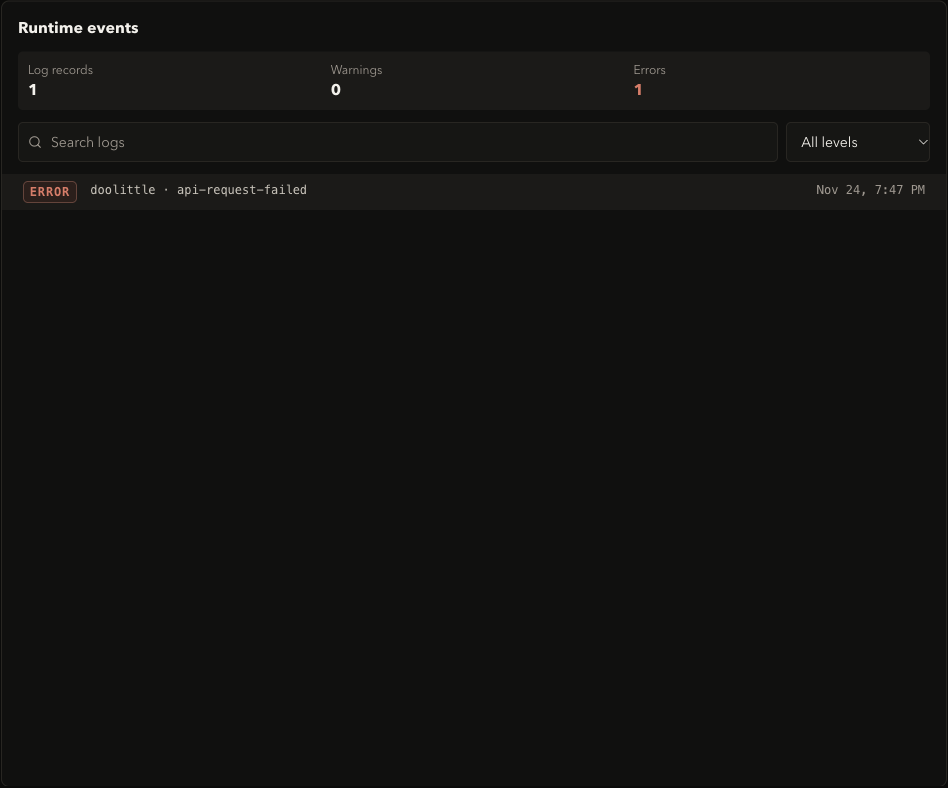 Runtime events
Log records Warnings Errors
1 0 1
Search logs All levels
ERROR doolittle · api-request-failed Nov 24, 7:47 PM